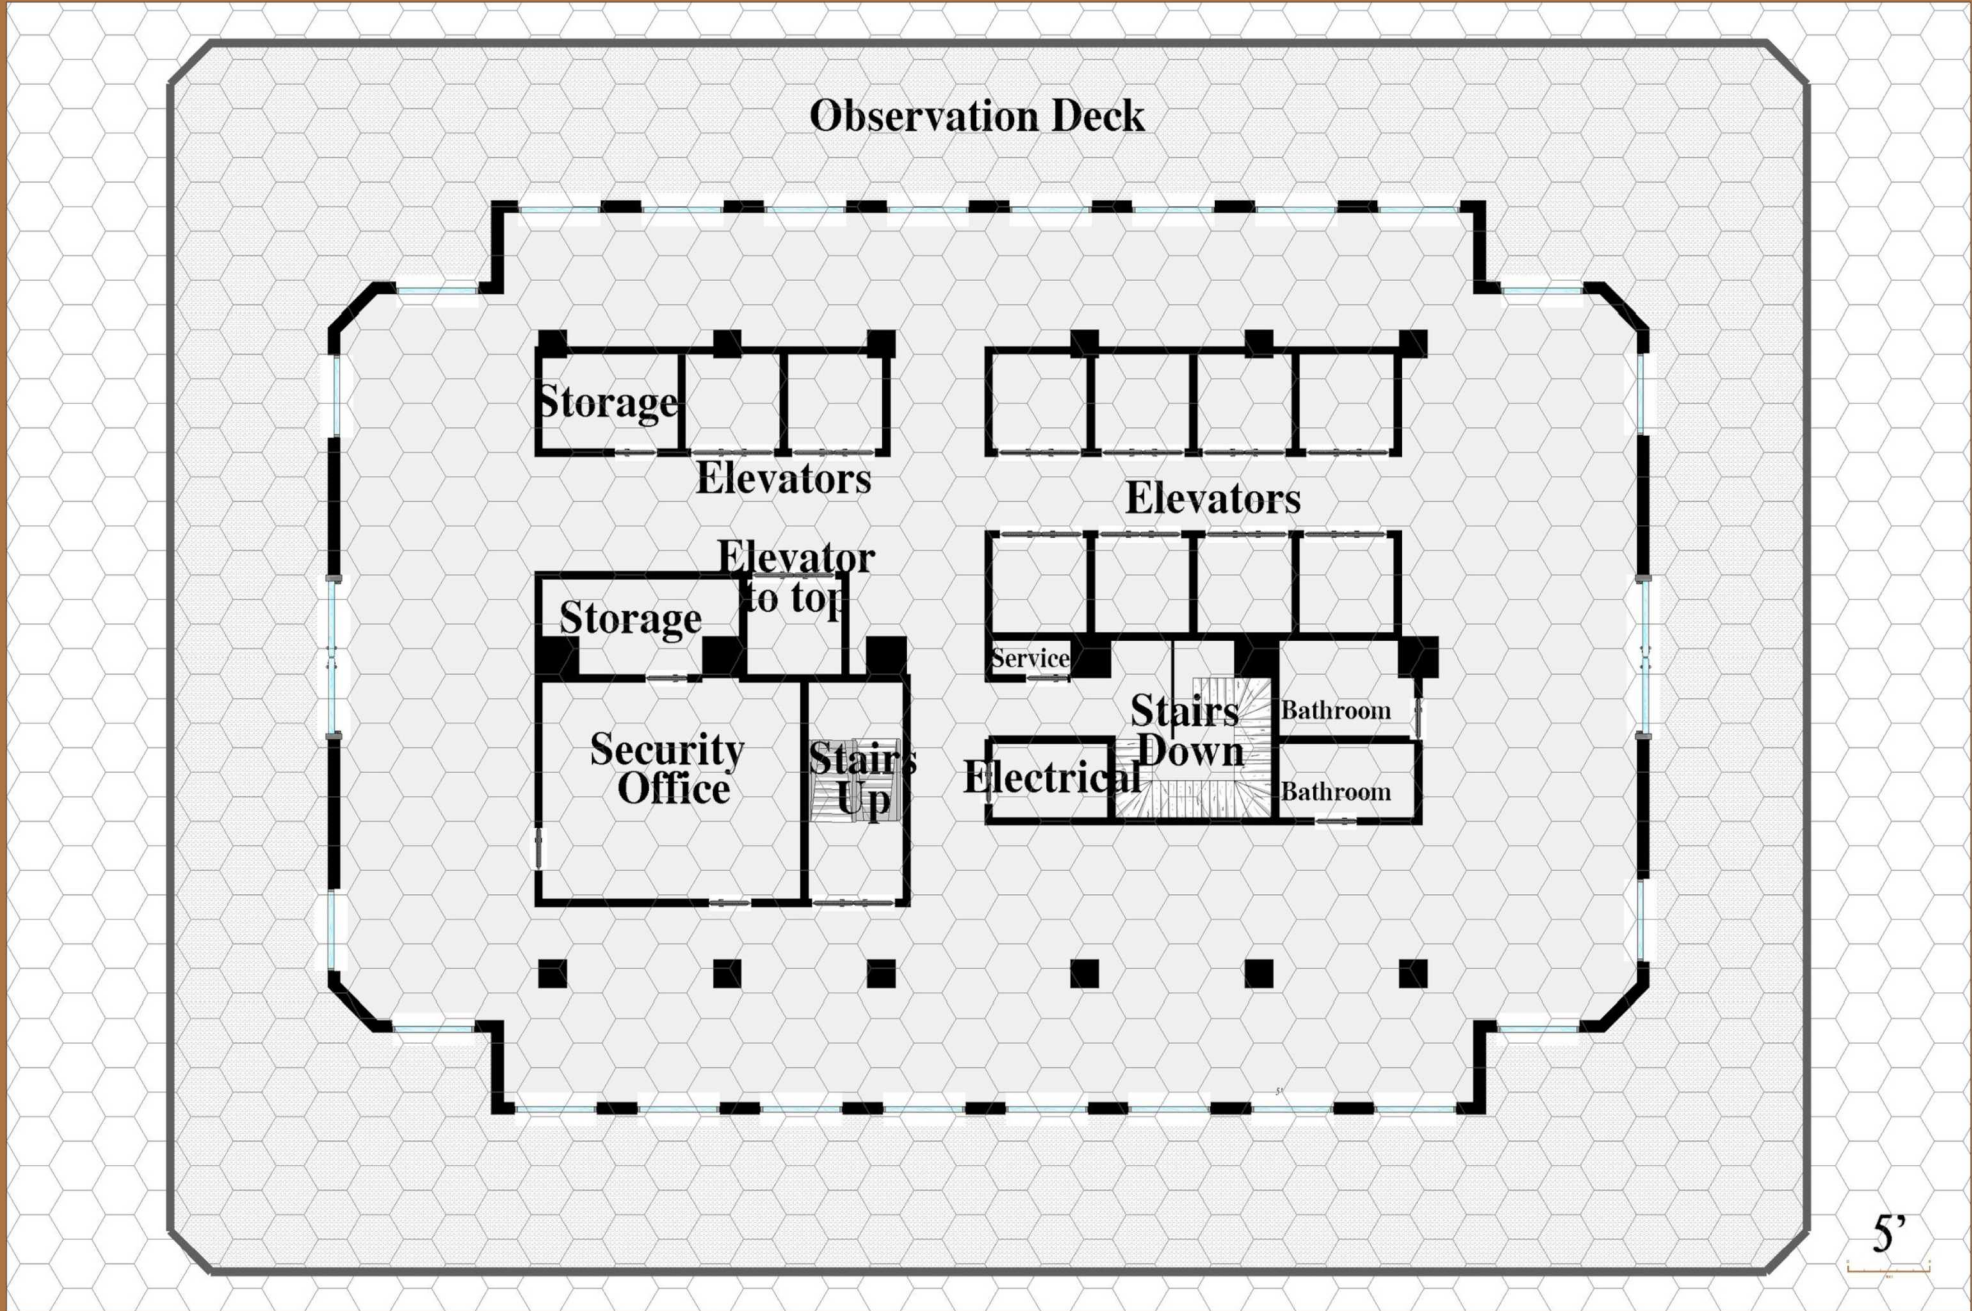 Observation Deck
Storage
Elevators
Elevators
Elevator
to top
Storage
Service
Security
Office
Stairs
Up
Stairs
Down
Bathroom
Electrical
Bathroom
5'
5’